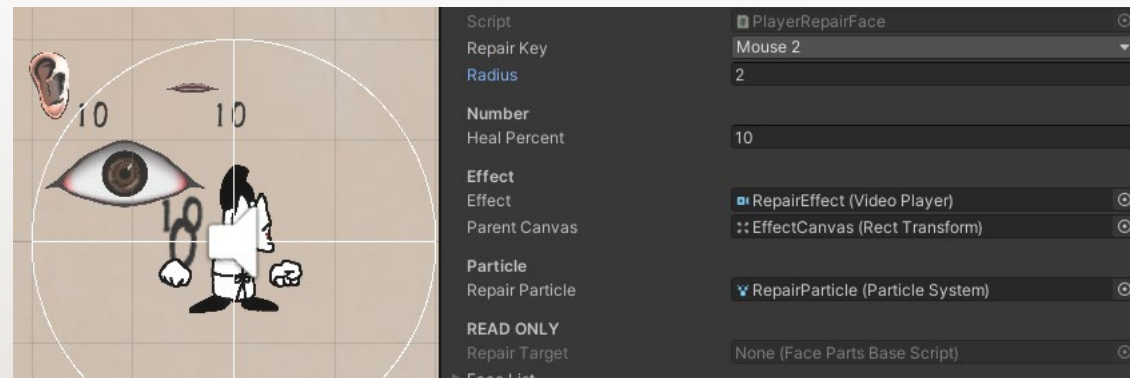 10
10
10
Script PlayerRepairFace
Repair Key Mouse 2
Radius 2
Number
Heal Percent 10
Effect
Effect RepairEffect (Video Player)
Parent Canvas EffectCanvas (Rect Transform)
Particle
Repair Particle RepairParticle (Particle System)
READ ONLY
Repair Target None (Face Parts Base Script)